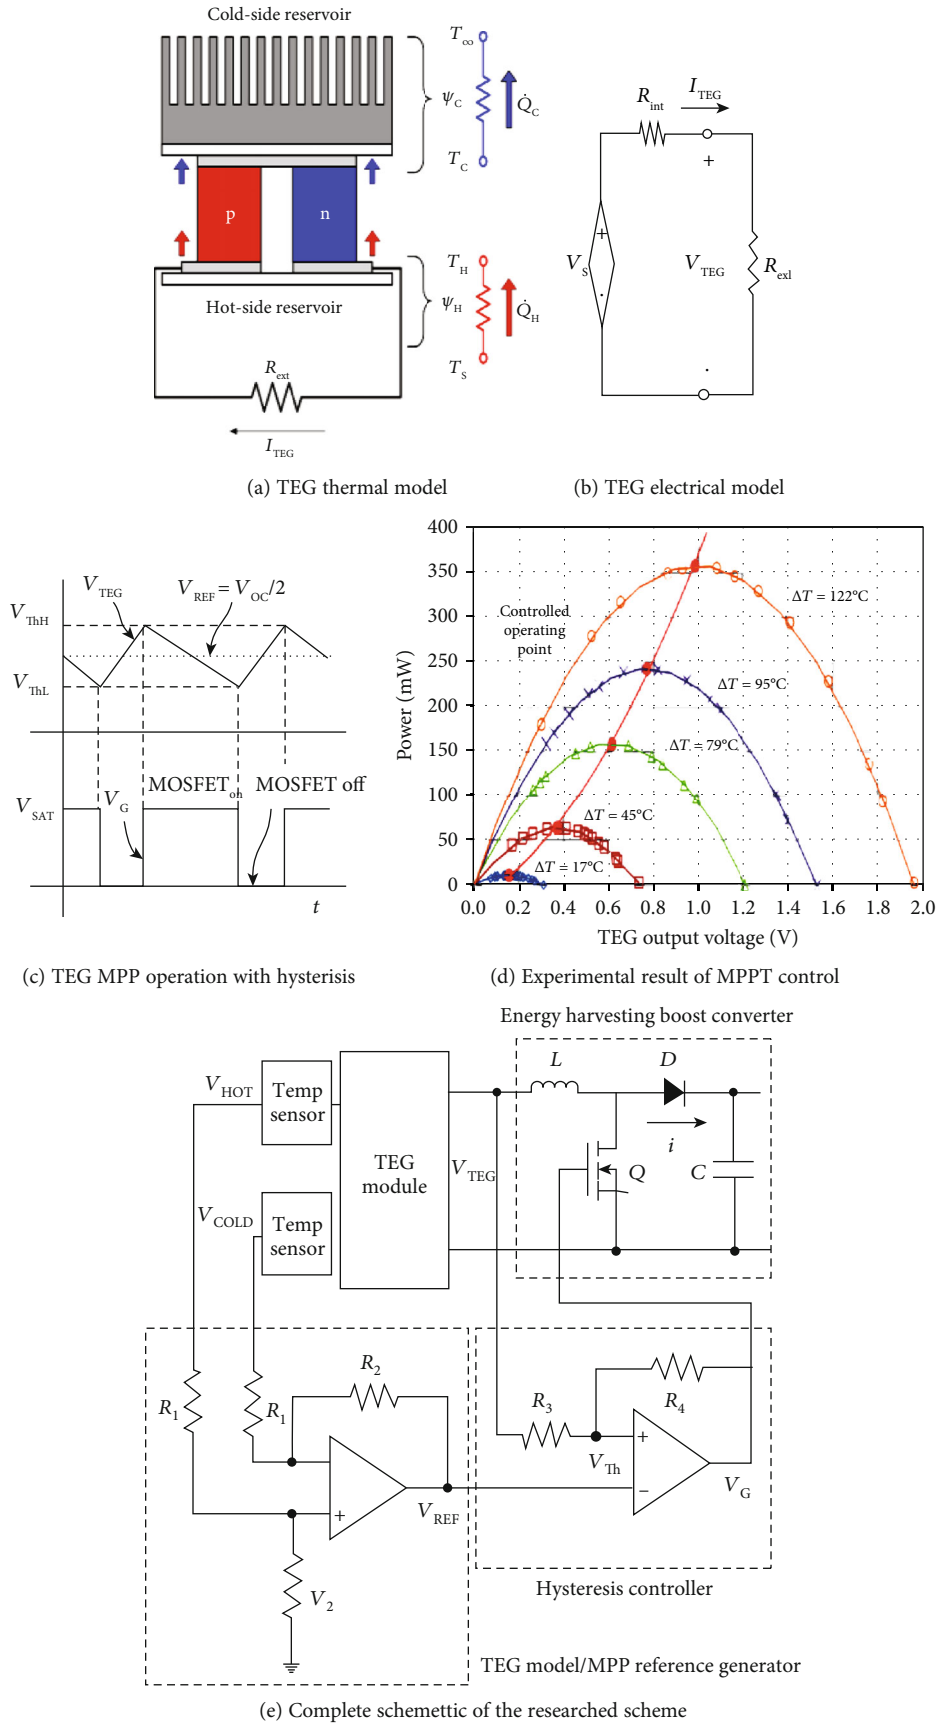 Cold-side reservoir
T∞
ψC
Q̇C
TC
p
n
TH
Hot-side reservoir
ψH
Q̇H
TS
Rext
ITEG
Rint
ITEG
+
+
VS
VTEG
Rexl
.
.
(a) TEG thermal model
(b) TEG electrical model
VTEG
VREF = VOC/2
VThH
VThL
VSAT
VG
MOSFET on
MOSFET off
t
(c) TEG MPP operation with hysterisis
400
350
300
250
200
150
100
50
0
Power (mW)
Controlled
operating
point
ΔT = 122°C
ΔT = 95°C
ΔT = 79°C
ΔT = 45°C
ΔT = 17°C
0.0 0.2 0.4 0.6 0.8 1.0 1.2 1.4 1.6 1.8 2.0
TEG output voltage (V)
(d) Experimental result of MPPT control
Energy harvesting boost converter
L
D
VHOT
Temp
sensor
TEG
module
VTEG
i
Q
C
VCOLD
Temp
sensor
R1
R1
R2
+
VREF
V2
R3
R4
VTh
+
−
VG
Hysteresis controller
TEG model/MPP reference generator
(e) Complete schemettic of the researched scheme